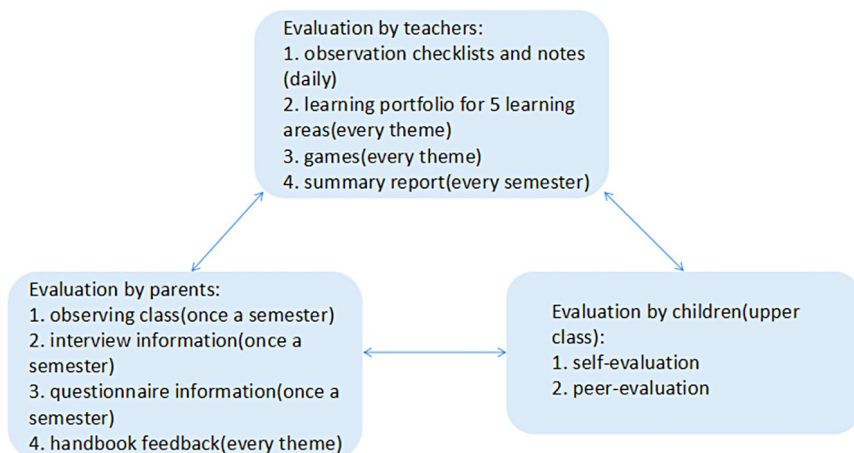 Evaluation by teachers:
1. observation checklists and notes
(daily)
2. learning portfolio for 5 learning
areas(every theme)
3. games(every theme)
4. summary report(every semester)
Evaluation by parents:
1. observing class(once a semester)
2. interview information(once a
semester)
3. questionnaire information(once a
semester)
4. handbook feedback(every theme)
Evaluation by children(upper
class):
1. self-evaluation
2. peer-evaluation